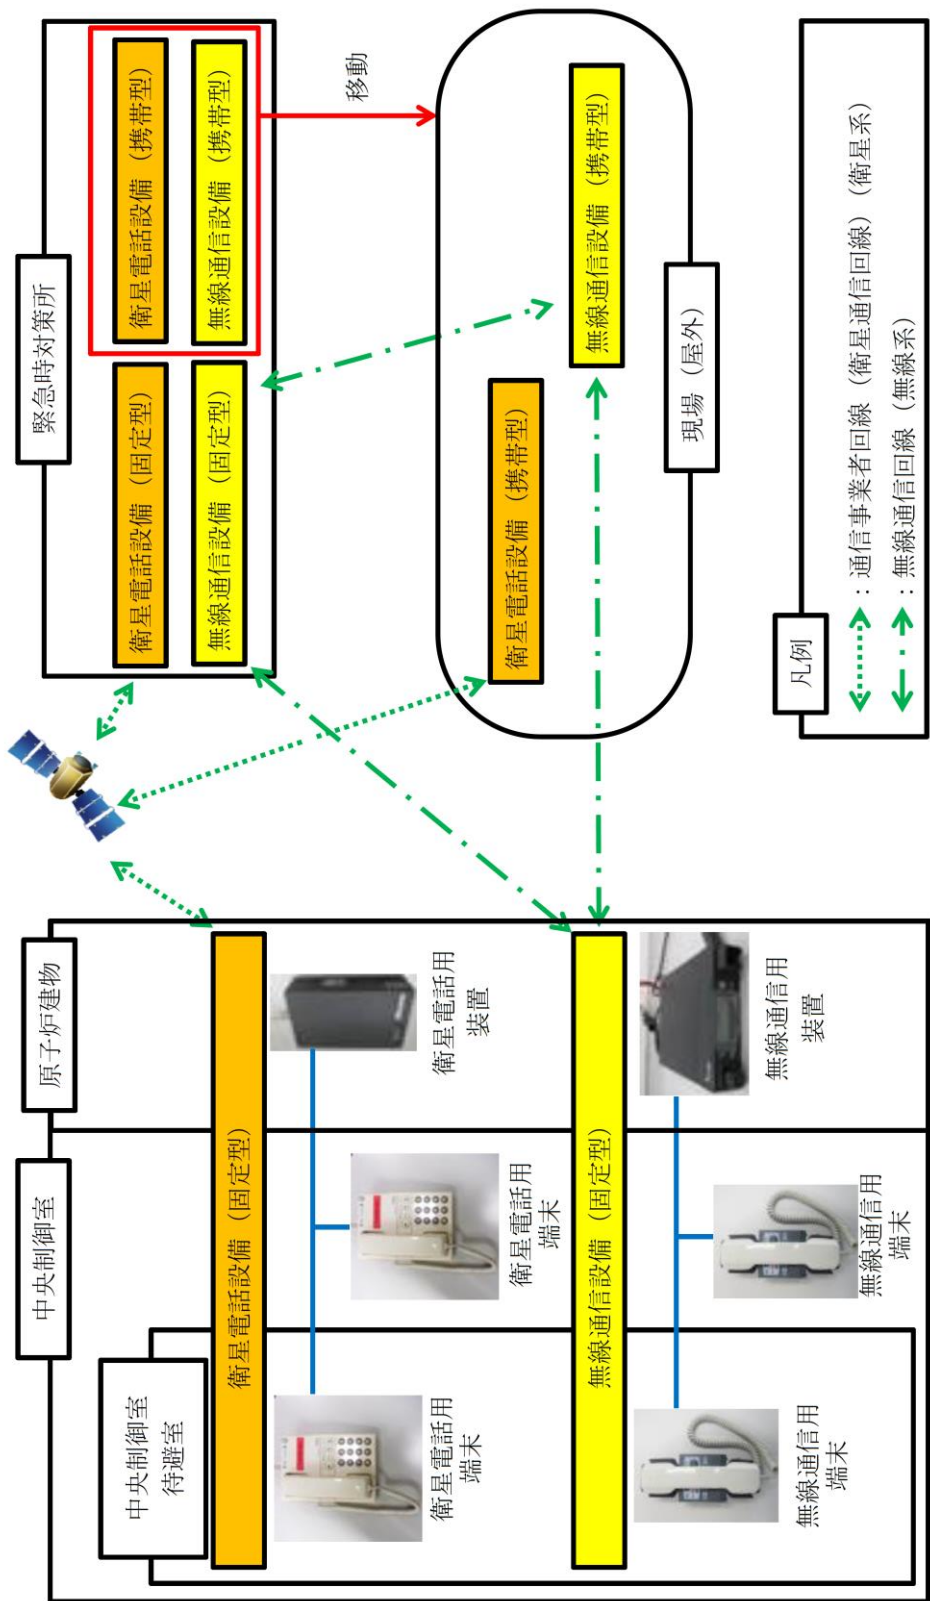 中央制御室
原子炉建物
中央制御室
待避室
衛星電話設備（固定型）
衛星電話用
端末
衛星電話用
端末
衛星電話用
装置
無線通信設備（固定型）
無線通信用
端末
無線通信用
端末
無線通信用
装置
緊急時対策所
衛星電話設備（固定型）
衛星電話設備（携帯型）
無線通信設備（固定型）
無線通信設備（携帯型）
移動
衛星電話設備（携帯型）
無線通信設備（携帯型）
現場（屋外）
凡例
：通信事業者回線（衛星通信回線）（衛星系）
：無線通信回線（無線系）